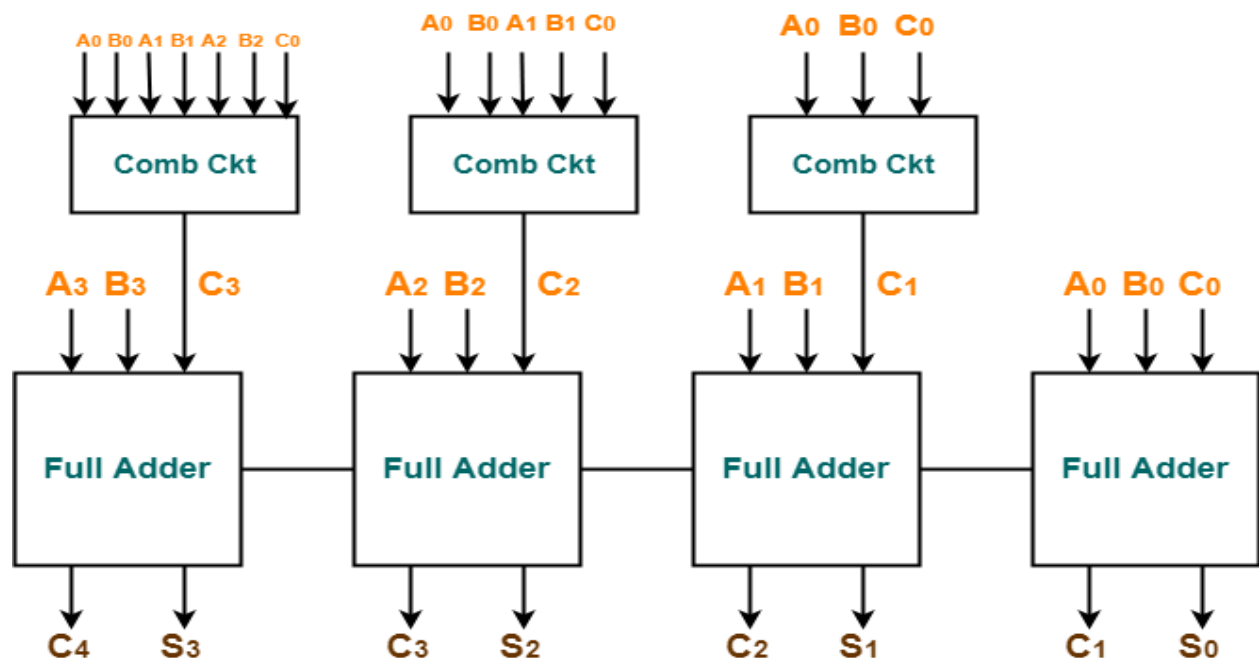 A0 B0 A1 B1 A2 B2 C0
A0 B0 A1 B1 C0
A0 B0 C0
Comb Ckt
Comb Ckt
Comb Ckt
A3 B3 C3
A2 B2 C2
A1 B1 C1
A0 B0 C0
Full Adder
Full Adder
Full Adder
Full Adder
C4 S3
C3 S2
C2 S1
C1 S0